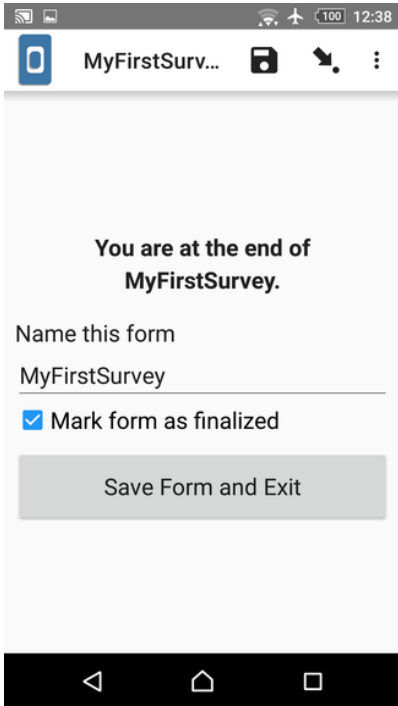 100 12:38
MyFirstSurv...
You are at the end of
MyFirstSurvey.
Name this form
MyFirstSurvey
Mark form as finalized
Save Form and Exit